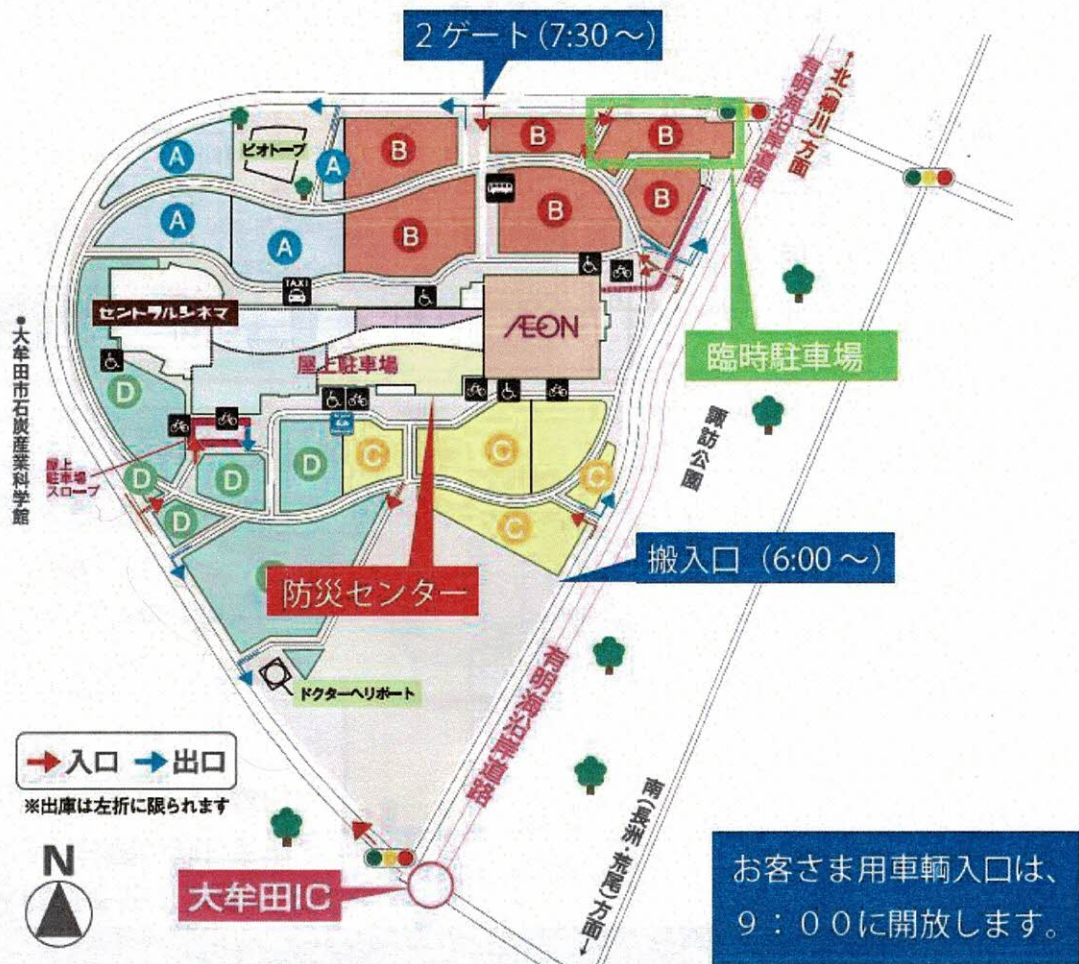 2ゲート(7:30～)
←北(柳川)方面
有明海沿岸道路
ビオトープ
A
A
A
A
B
B
B
B
B
B
TAXI
セントラルシネマ
ÆON
屋上駐車場
臨時駐車場
●大牟田市石炭産業科学館
諏訪公園
屋上
駐車場
スロープ
D
D
D
D
D
C
C
C
C
搬入口（6:00～）
防災センター
ドクターヘリポート
有明海沿岸道路
→入口 →出口
※出庫は左折に限られます
南(長洲・荒尾)方面→
N
大牟田IC
お客さま用車輌入口は、
9：00に開放します。